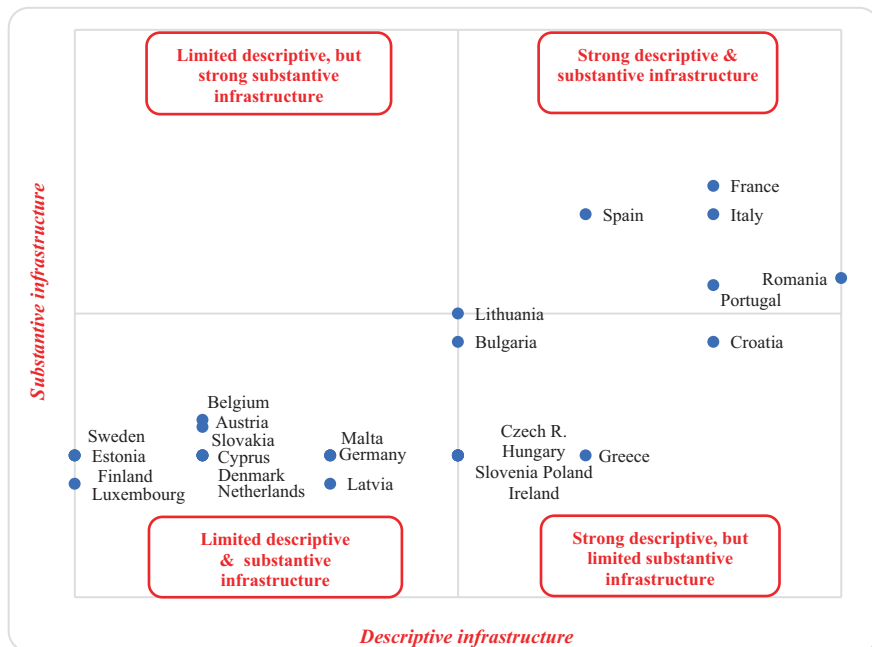 Limited descriptive, but
strong substantive
infrastructure
Strong descriptive &
substantive infrastructure
Substantive infrastructure
France
Spain
Italy
Romania
Portugal
Lithuania
Bulgaria
Croatia
Belgium
Austria
Slovakia
Cyprus
Denmark
Netherlands
Sweden
Estonia
Finland
Luxembourg
Malta
Germany
Latvia
Czech R.
Hungary
Slovenia Poland
Ireland
Greece
Limited descriptive
& substantive
infrastructure
Strong descriptive, but
limited substantive
infrastructure
Descriptive infrastructure